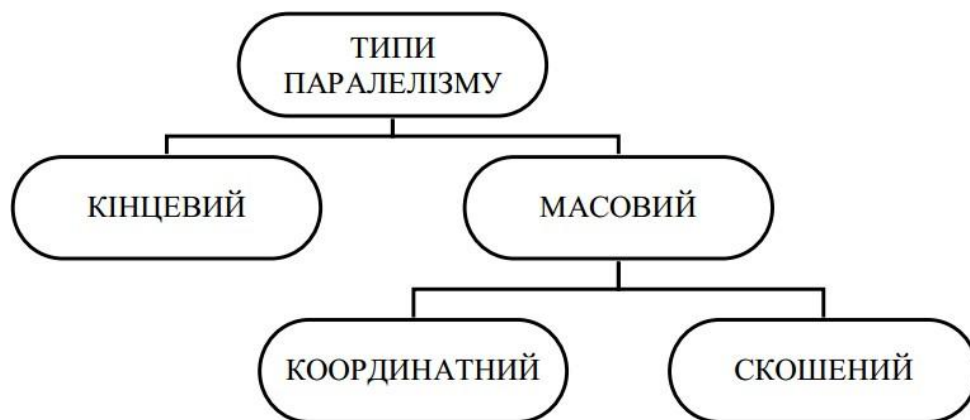 ТИПИ
ПАРАЛЕЛІЗМУ
КІНЦЕВИЙ
МАСОВИЙ
КООРДИНАТНИЙ
СКОШЕНИЙ